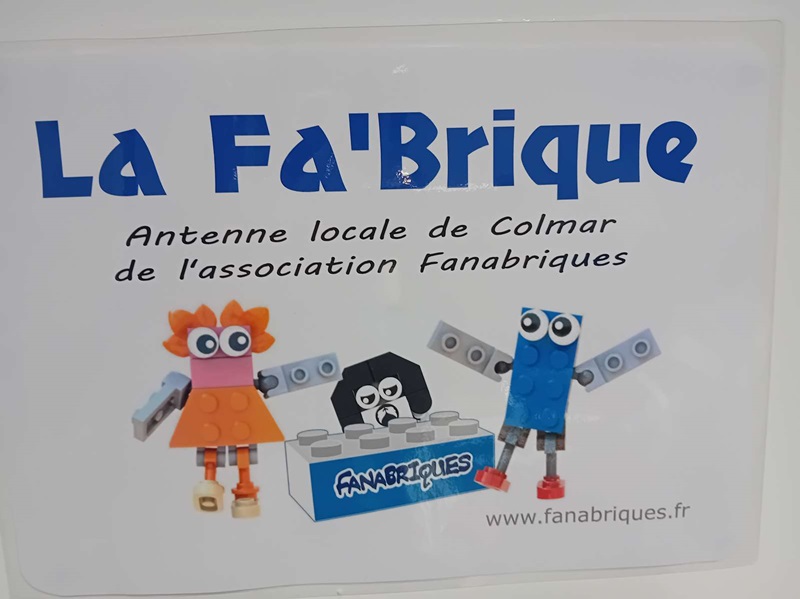 La Fa'Brique
Antenne locale de Colmar
de l'association Fanabriques
FANABRIQUES
www.fanabriques.fr